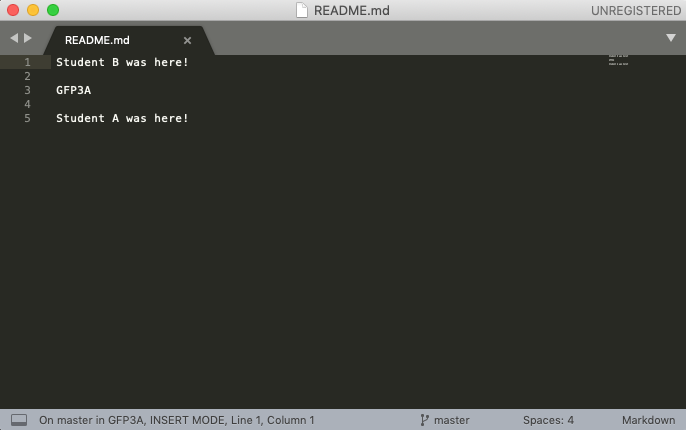 README.md
UNREGISTERED
README.md
1 Student B was here!
2
3 GFP3A
4
5 Student A was here!
On master in GFP3A, INSERT MODE, Line 1, Column 1
master
Spaces: 4
Markdown